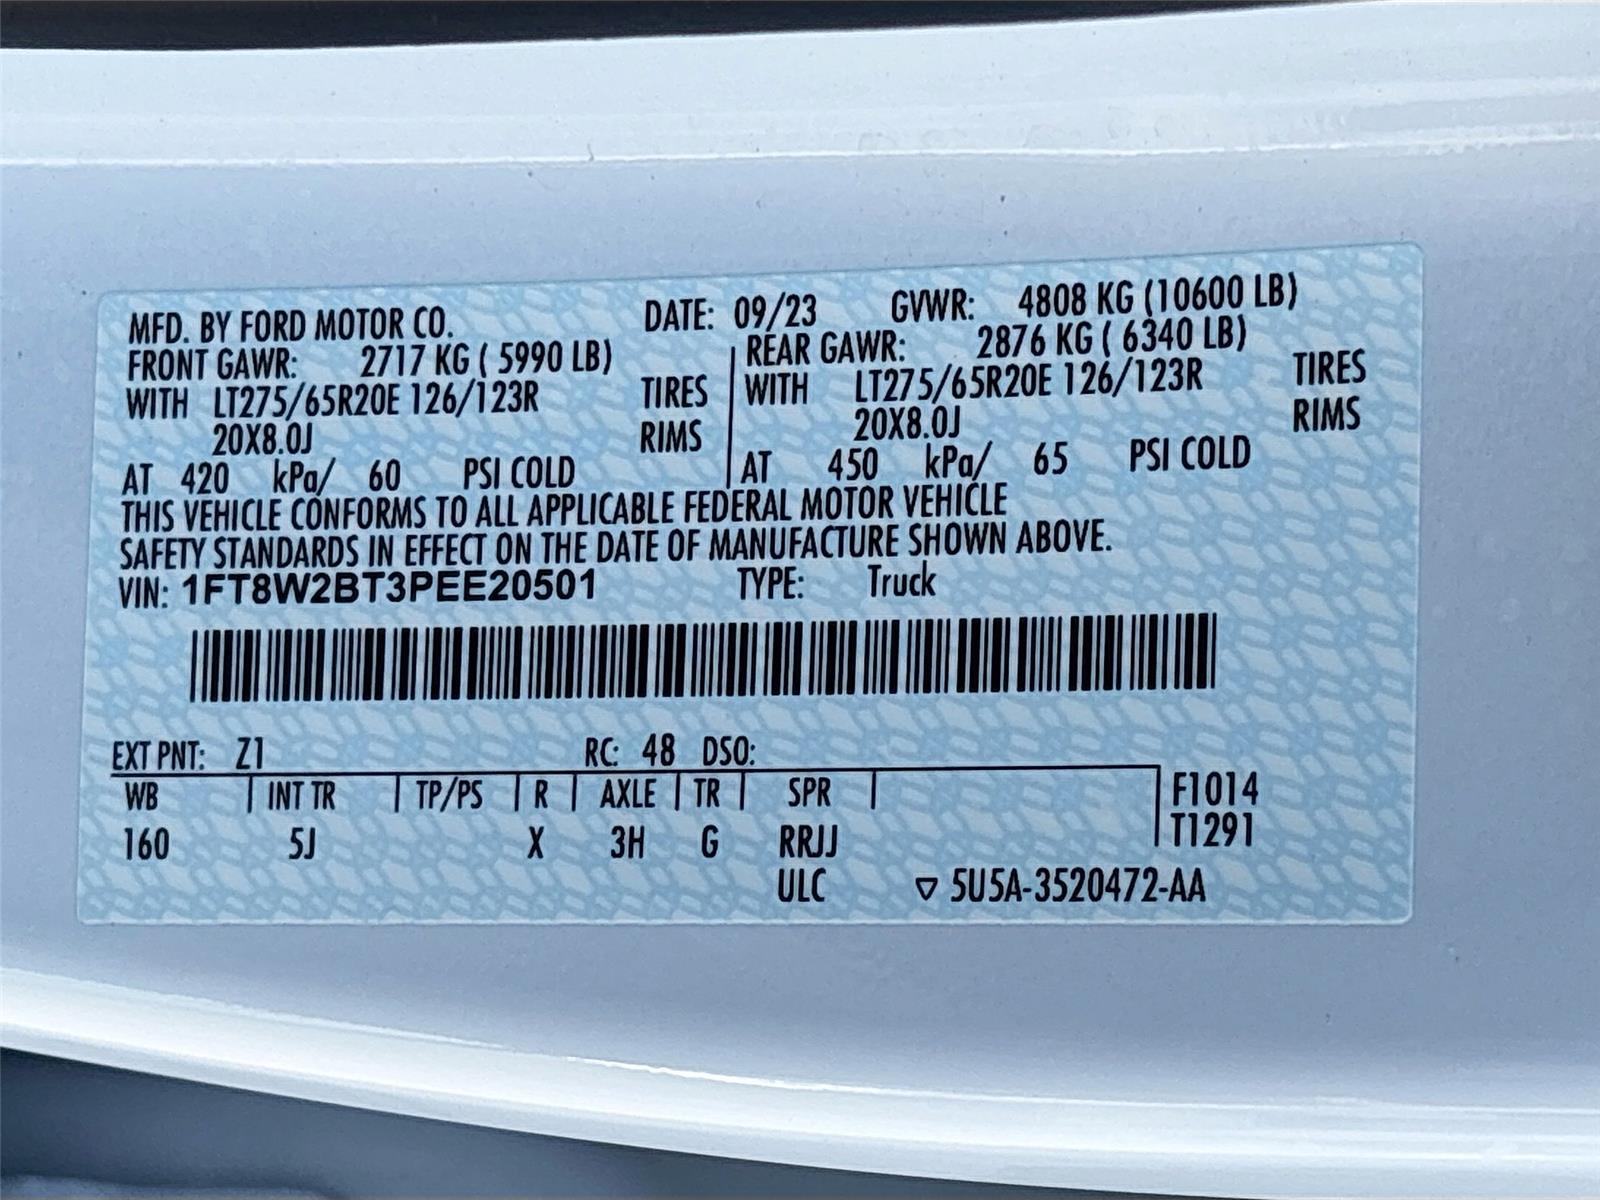 MFD. BY FORD MOTOR CO. DATE: 09/23 GVWR: 4808 KG (10600 LB)
FRONT GAWR: 2717 KG ( 5990 LB) REAR GAWR: 2876 KG ( 6340 LB)
WITH LT275/65R20E 126/123R TIRES WITH LT275/65R20E 126/123R TIRES
20X8.0J RIMS 20X8.0J RIMS
AT 420 kPa/ 60 PSI COLD AT 450 kPa/ 65 PSI COLD
THIS VEHICLE CONFORMS TO ALL APPLICABLE FEDERAL MOTOR VEHICLE
SAFETY STANDARDS IN EFFECT ON THE DATE OF MANUFACTURE SHOWN ABOVE.
VIN: 1FT8W2BT3PEE20501 TYPE: Truck
EXT PNT: Z1 RC: 48 DSO:
WB INT TR TP/PS R AXLE TR SPR F1014
160 5J X 3H G RRJJ T1291
ULC ▽ 5U5A-3520472-AA